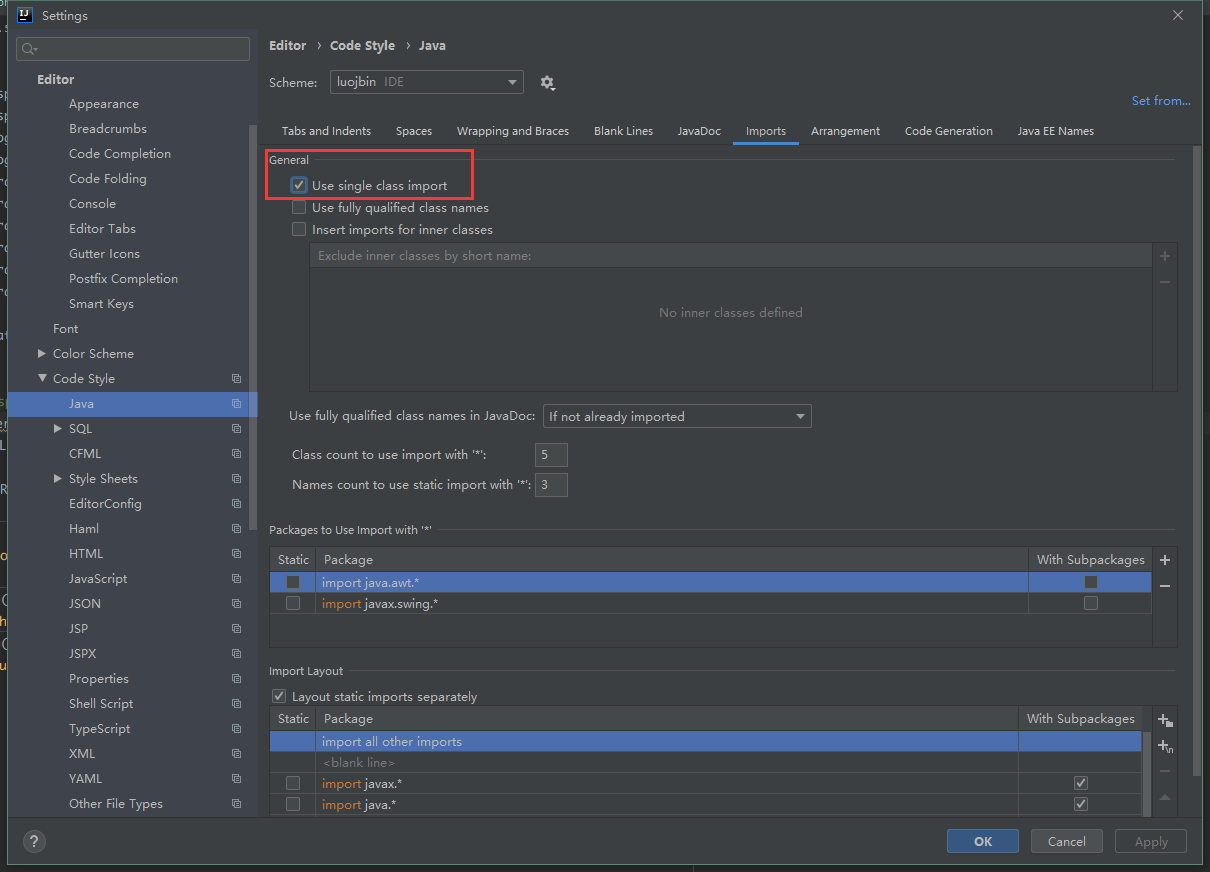 Settings
Editor
Appearance
Breadcrumbs
Code Completion
Code Folding
Console
Editor Tabs
Gutter Icons
Postfix Completion
Smart Keys
Font
Color Scheme
Code Style
Java
SQL
CFML
Style Sheets
EditorConfig
Haml
HTML
JavaScript
JSON
JSP
JSPX
Properties
Shell Script
TypeScript
XML
YAML
Other File Types
Editor › Code Style › Java
Scheme: luojbin IDE
Set from...
Tabs and Indents Spaces Wrapping and Braces Blank Lines JavaDoc Imports Arrangement Code Generation Java EE Names
General
Use single class import
Use fully qualified class names
Insert imports for inner classes
Exclude inner classes by short name:
No inner classes defined
Use fully qualified class names in JavaDoc: If not already imported
Class count to use import with '*': 5
Names count to use static import with '*': 3
Packages to Use Import with '*'
Static Package With Subpackages
import java.awt.*
import javax.swing.*
Import Layout
Layout static imports separately
Static Package With Subpackages
import all other imports
<blank line>
import javax.*
import java.*
? OK Cancel Apply